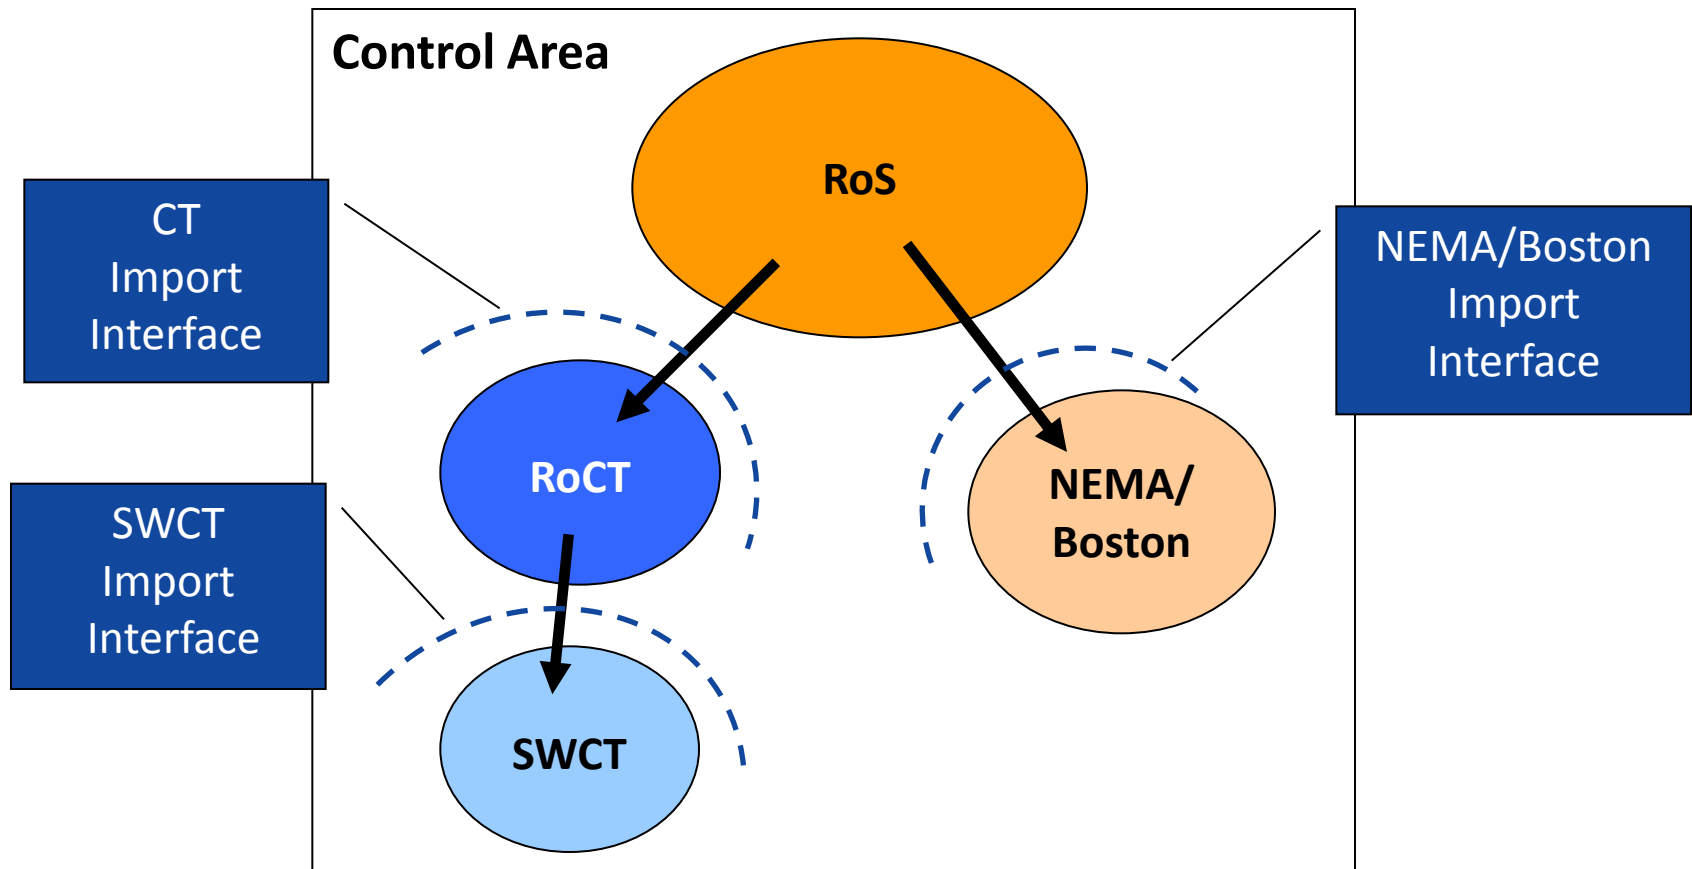 Control Area
RoS
CT
Import
Interface
NEMA/Boston
Import
Interface
RoCT
NEMA/
Boston
SWCT
Import
Interface
SWCT